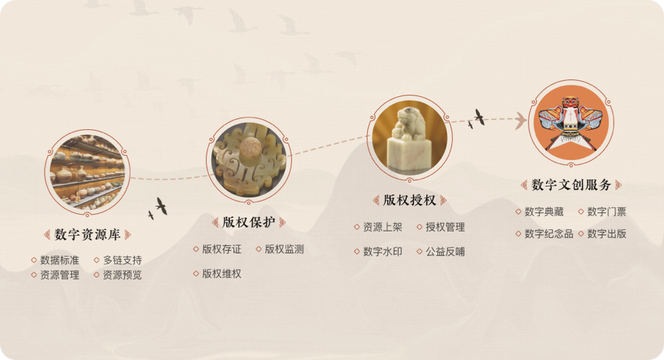 数字资源库
数据标准 多链支持
资源管理 资源预览
版权保护
版权存证 版权监测
版权维权
版权授权
资源上架 授权管理
数字水印 公益反哺
数字文创服务
数字典藏 数字门票
数字纪念品 数字出版